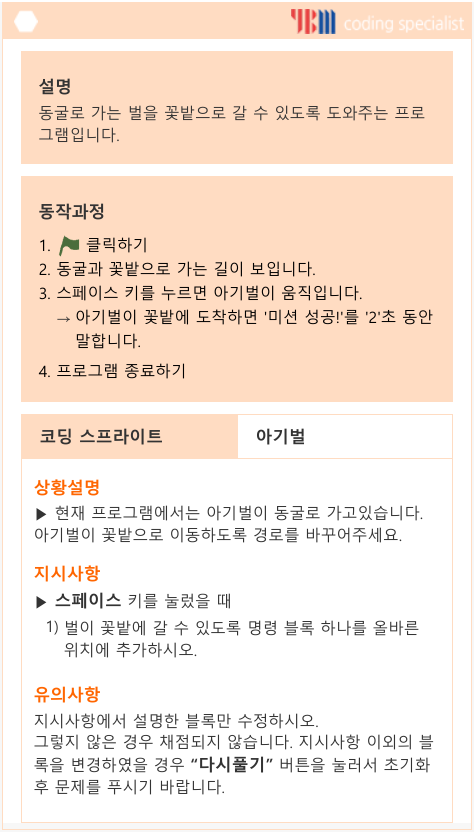 YBM coding specialist
설명
동굴로 가는 벌을 꽃밭으로 갈 수 있도록 도와주는 프로
그램입니다.
동작과정
1. 클릭하기
2. 동굴과 꽃밭으로 가는 길이 보입니다.
3. 스페이스 키를 누르면 아기벌이 움직입니다.
→ 아기벌이 꽃밭에 도착하면 '미션 성공!'를 '2'초 동안
말합니다.
4. 프로그램 종료하기
코딩 스프라이트 아기벌
상황설명
▶ 현재 프로그램에서는 아기벌이 동굴로 가고있습니다.
아기벌이 꽃밭으로 이동하도록 경로를 바꾸어주세요.
지시사항
▶ 스페이스 키를 눌렀을 때
1) 벌이 꽃밭에 갈 수 있도록 명령 블록 하나를 올바른
위치에 추가하시오.
유의사항
지시사항에서 설명한 블록만 수정하시오.
그렇지 않은 경우 채점되지 않습니다. 지시사항 이외의 블
록을 변경하였을 경우 “다시풀기” 버튼을 눌러서 초기화
후 문제를 푸시기 바랍니다.